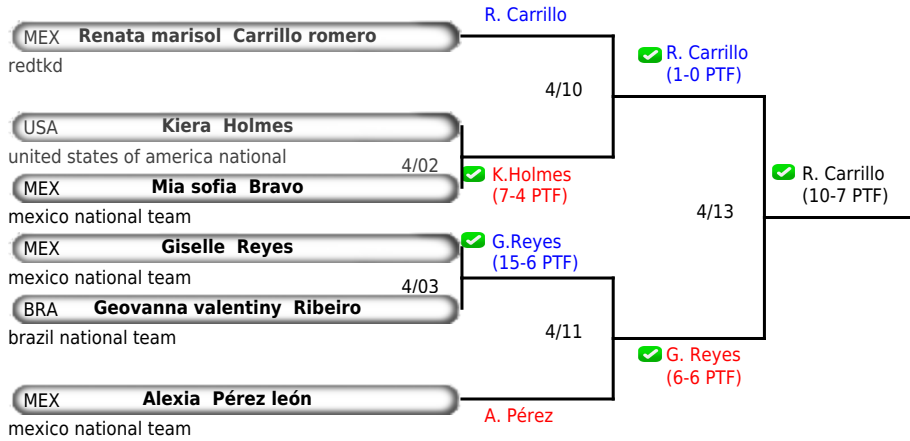 R. Carrillo
MEX Renata marisol Carrillo romero
redtkd
R. Carrillo
(1-0 PTF)
4/10
USA Kiera Holmes
united states of america national
4/02
K.Holmes
(7-4 PTF)
MEX Mia sofia Bravo
mexico national team
R. Carrillo
(10-7 PTF)
4/13
MEX Giselle Reyes
mexico national team
G.Reyes
(15-6 PTF)
4/03
BRA Geovanna valentiny Ribeiro
brazil national team
4/11
G. Reyes
(6-6 PTF)
MEX Alexia Pérez león
mexico national team
A. Pérez